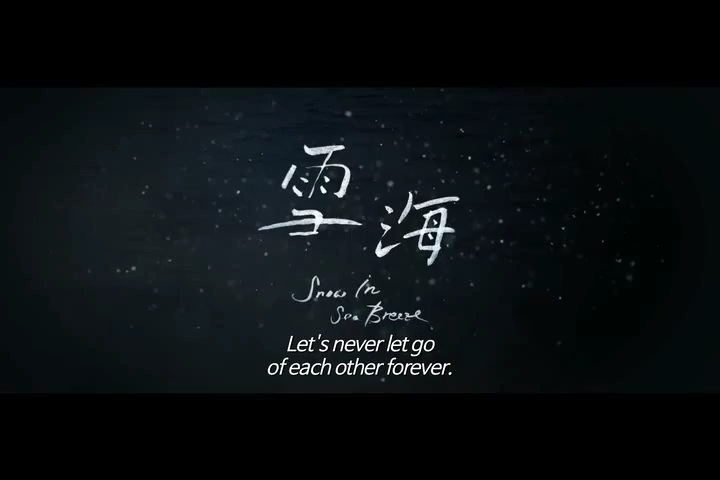 雪海
Snow In
Sea Breeze
Let's never let go
of each other forever.